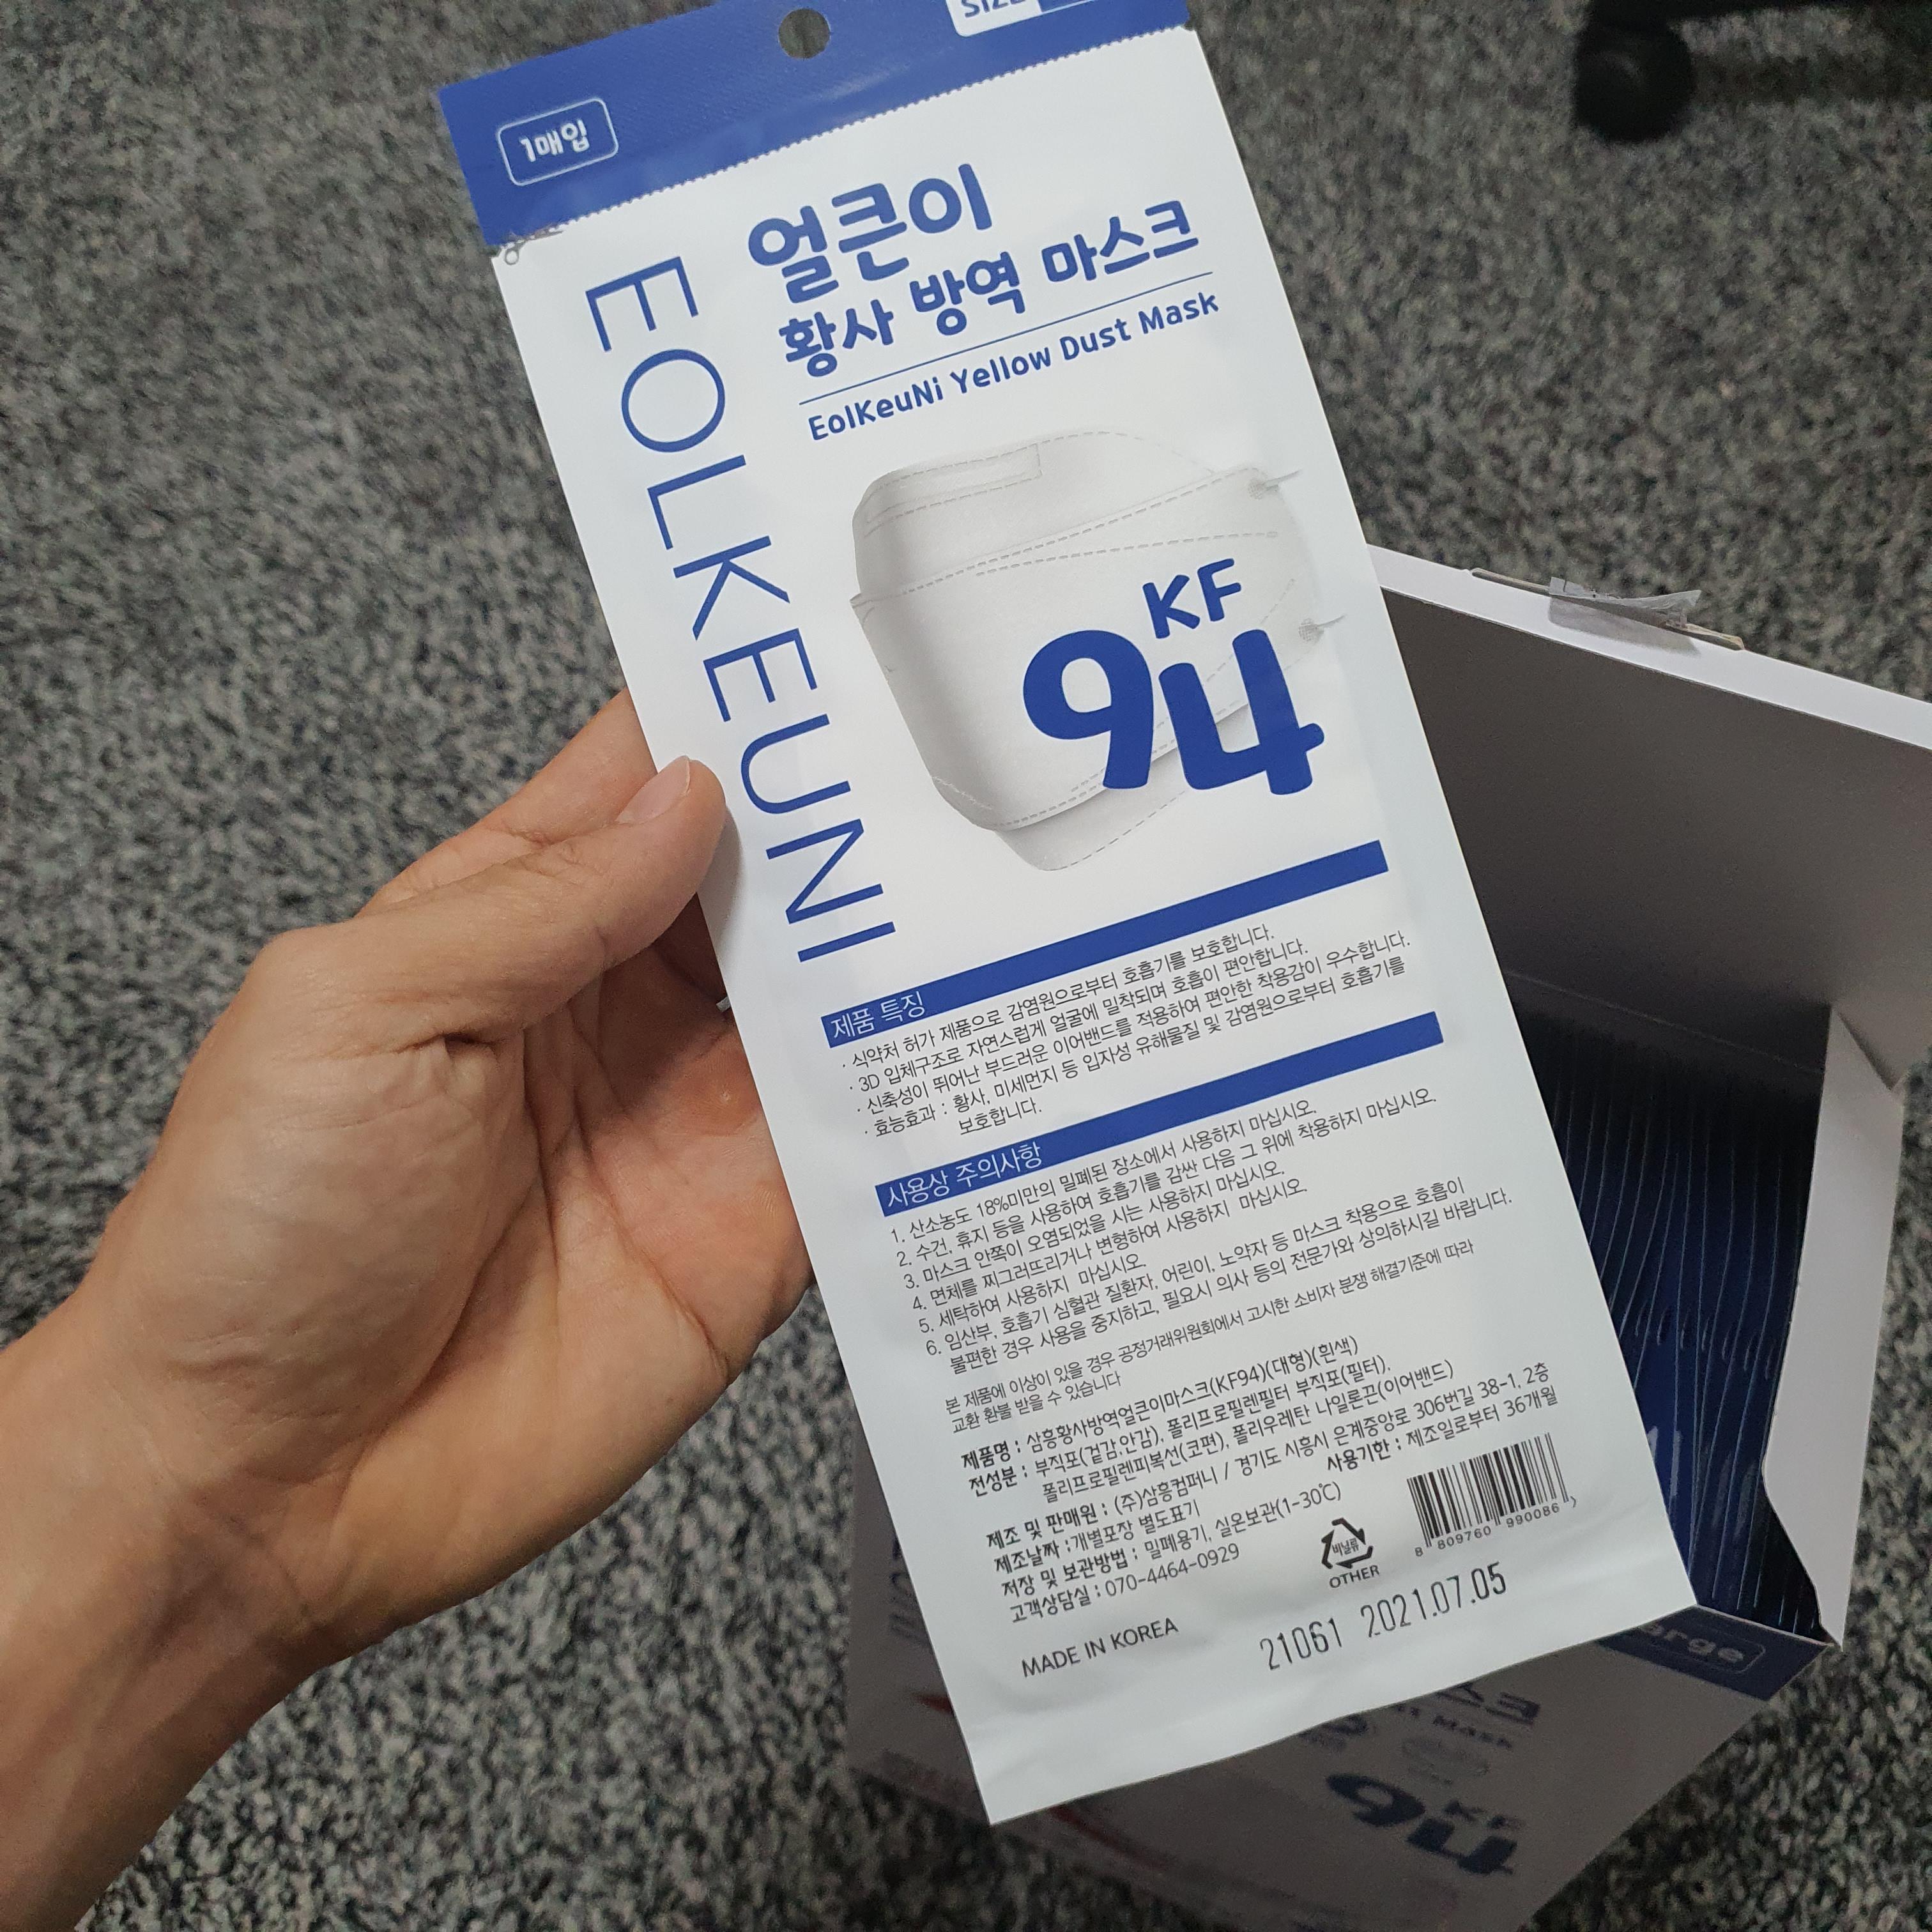 SIZE
1매입
얼큰이
황사 방역 마스크
EolKeuNi Yellow Dust Mask
EOLKEUNI
KF
94
제품 특징
· 식약처 허가 제품으로 감염원으로부터 호흡기를 보호합니다.
· 3D 입체구조로 자연스럽게 얼굴에 밀착되며 호흡이 편안합니다.
· 신축성이 뛰어난 부드러운 이어밴드를 적용하여 편안한 착용감이 우수합니다.
· 효능효과 : 황사, 미세먼지 등 입자성 유해물질 및 감염원으로부터 호흡기를
보호합니다.
사용상 주의사항
1. 산소농도 18%미만의 밀폐된 장소에서 사용하지 마십시오.
2. 수건, 휴지 등을 사용하여 호흡기를 감싼 다음 그 위에 착용하지 마십시오.
3. 마스크 안쪽이 오염되었을 시는 사용하지 마십시오.
4. 면체를 찌그러뜨리거나 변형하여 사용하지 마십시오.
5. 세탁하여 사용하지 마십시오.
6. 임산부, 호흡기 심혈관 질환자, 어린이, 노약자 등 마스크 착용으로 호흡이
불편한 경우 사용을 중지하고, 필요시 의사 등의 전문가와 상의하시길 바랍니다.
본 제품에 이상이 있을 경우 공정거래위원회에서 고시한 소비자 분쟁 해결기준에 따라
교환 환불 받을 수 있습니다
제품명 : 삼흥황사방역얼큰이마스크(KF94)(대형)(흰색)
전성분 : 부직포(겉감,안감), 폴리프로필렌필터 부직포(필터),
폴리프로필렌피복선(코편), 폴리우레탄 나일론끈(이어밴드)
제조 및 판매원 : (주)삼흥컴퍼니 / 경기도 시흥시 은계중앙로 306번길 38-1, 2층
제조날짜 : 개별포장 별도표기 사용기한 : 제조일로부터 36개월
저장 및 보관방법 : 밀폐용기, 실온보관(1-30℃)
고객상담실 : 070-4464-0929
비닐류
OTHER
8 809760 990086
MADE IN KOREA
21061 2021.07.05
arge
스크
Mask
KF
94